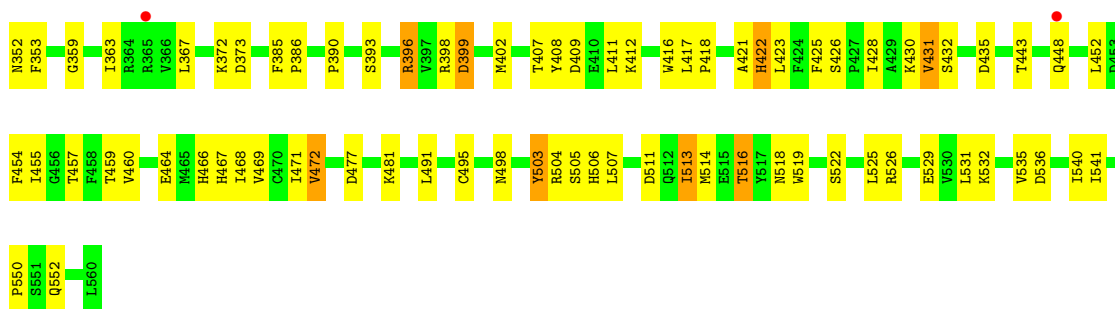 N352 F353 G359 I363 R364 R365 V366 L367 K372 D373 F385 P386 P390 S393 R396 V397 R398 D399 M402 T407 Y408 D409 E410 L411 K412 W416 L417 P418 A421 H422 L423 F424 F425 S426 P427 I428 A429 K430 V431 S432 D435 T443 Q448 L452 D453
F454 I455 G456 T457 F458 T459 V460 E464 M465 H466 H467 I468 V469 C470 I471 V472 D477 K481 L491 C495 N498 Y503 R504 S505 H506 L507 D511 Q512 I513 M514 E515 T516 Y517 N518 W519 S522 L525 R526 E529 V530 L531 K532 V535 D536 I540 I541
P550 S551 Q552 L560